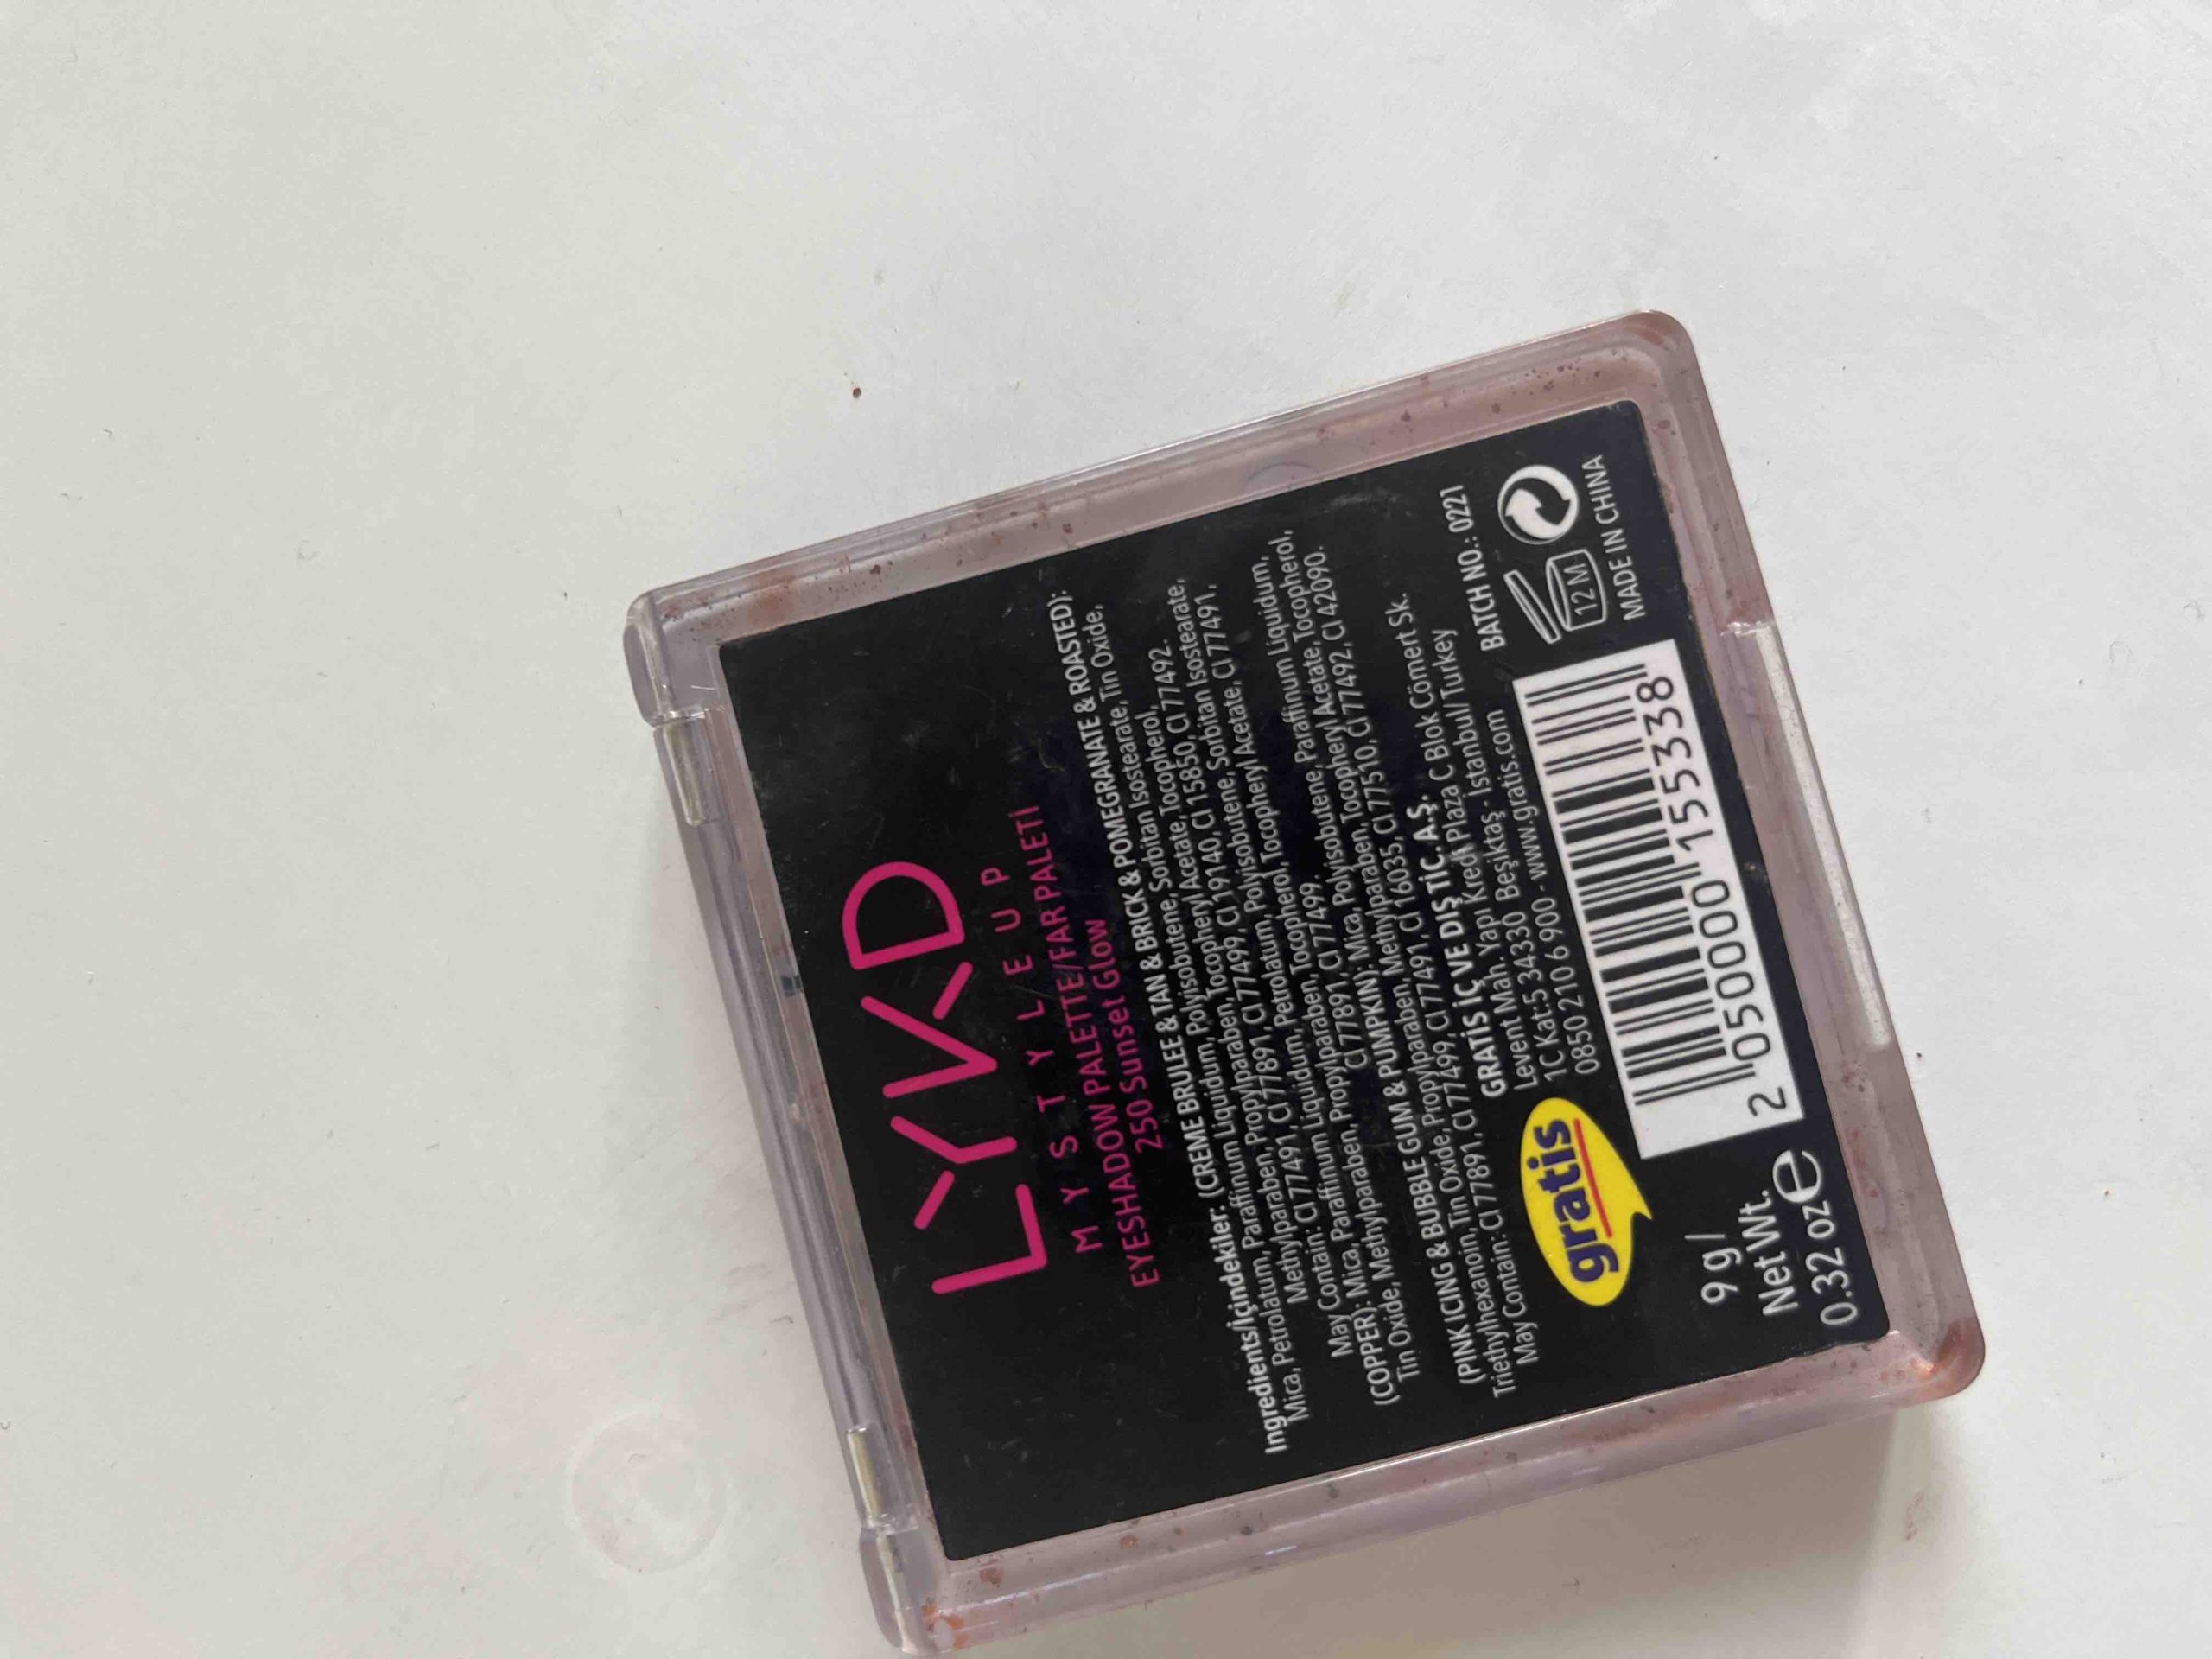 LYKD
MY STYLE UP
EYESHADOW PALETTE/FAR PALETİ
250 Sunset Glow
Ingredients/içindekiler: (CREME BRULEE & TAN & BRICK & POMEGRANATE & ROASTED):
Mica, Petrolatum, Paraffinum Liquidum, Polyisobutene, Sorbitan Isostearate, Tin Oxide,
Methylparaben, Propylparaben, Tocopheryl Acetate, Tocopherol.
May Contain: CI 77491, CI 77891, CI 77499, CI 19140, CI 15850, CI 77492.
(COPPER): Mica, Paraffinum Liquidum, Petrolatum, Polyisobutene, Sorbitan Isostearate,
Tin Oxide, Methylparaben, Propylparaben, Tocopherol, Tocopheryl Acetate, CI 77491,
CI 77891, CI 77499.
(PINK ICING & BUBBLE GUM & PUMPKIN): Mica, Polyisobutene, Paraffinum Liquidum,
Triethylhexanoin, Tin Oxide, Propylparaben, Methylparaben, Tocopheryl Acetate, Tocopherol,
May Contain: CI 77891, CI 77499, CI 77491, CI 16035, CI 77510, CI 77492, CI 42090.
gratis
GRATİS İÇ VE DIŞ TİC. A.Ş.
Levent Mah. Yapı Kredi Plaza C Blok Cömert Sk.
1C Kat:5 34330 Beşiktaş - İstanbul/Turkey
0850 210 6 900 - www.gratis.com
BATCH NO.: 0221
12 M
MADE IN CHINA
9 g/
Net Wt.
0.32 oz e
2 050000 155338